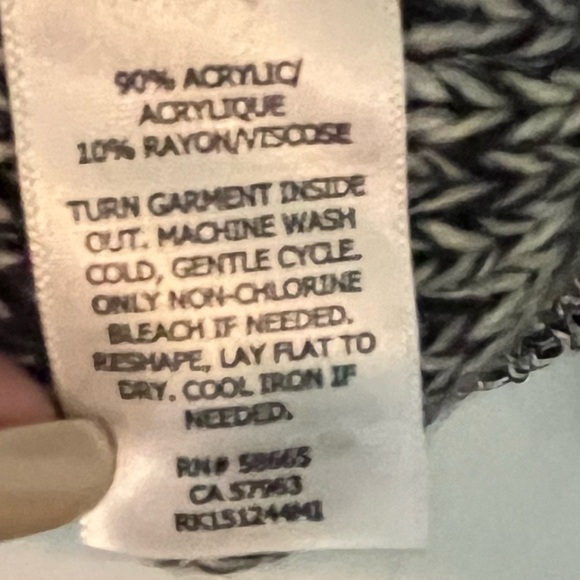 90% ACRYLIC/
ACRYLIQUE
10% RAYON/VISCOSE
TURN GARMENT INSIDE
OUT. MACHINE WASH
COLD, GENTLE CYCLE.
ONLY NON-CHLORINE
BLEACH IF NEEDED.
RESHAPE, LAY FLAT TO
DRY. COOL IRON IF
NEEDED.
RN# 58665
CA 57963